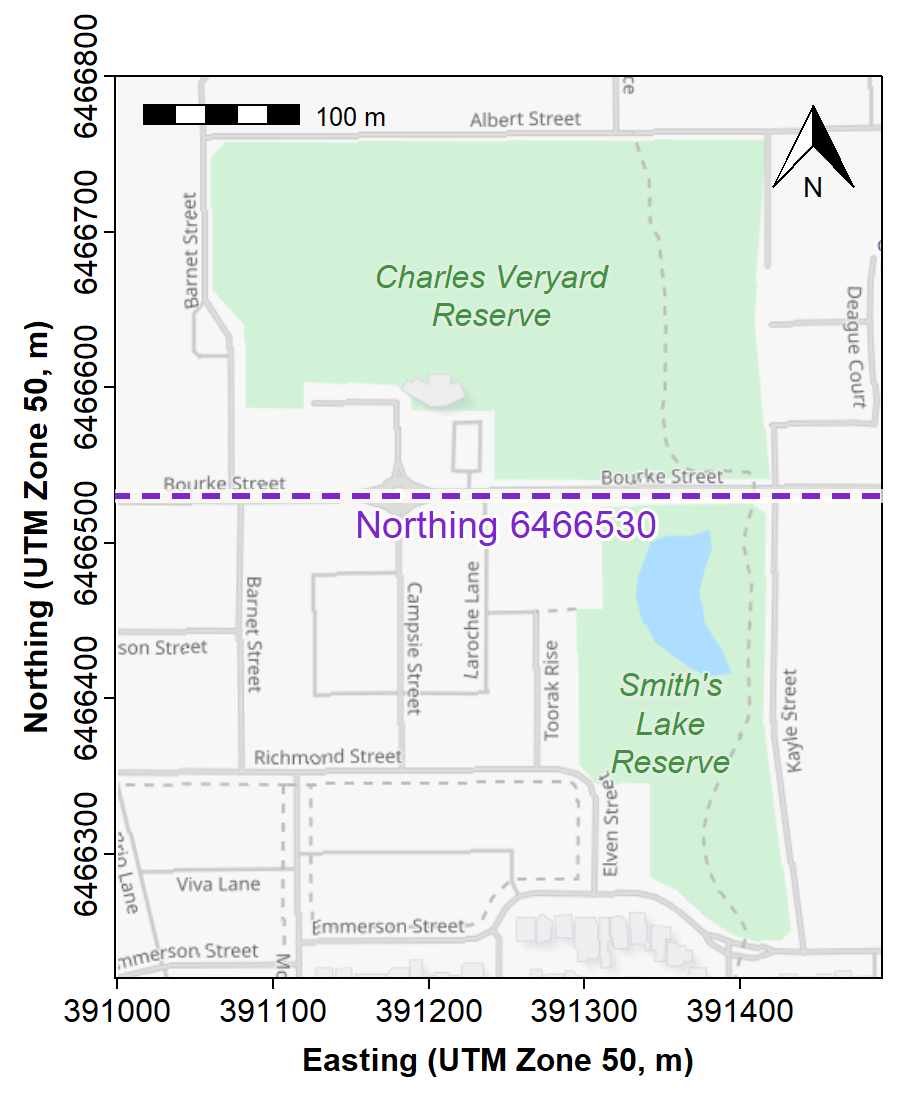 6466800
6466700
6466600
6466500
6466400
6466300
Northing (UTM Zone 50, m)
100 m
Albert Street
ce
N
Barnet Street
Charles Veryard
Reserve
Deague Court
Bourke Street
Bourke Street
Northing 6466530
Barnet Street
Campsie Street
Laroche Lane
son Street
Toorak Rise
Smith's
Lake
Reserve
Kayle Street
Richmond Street
Elven Street
Viva Lane
Lane
Emmerson Street
mmerson Street
Mo
391000
391100
391200
391300
391400
Easting (UTM Zone 50, m)